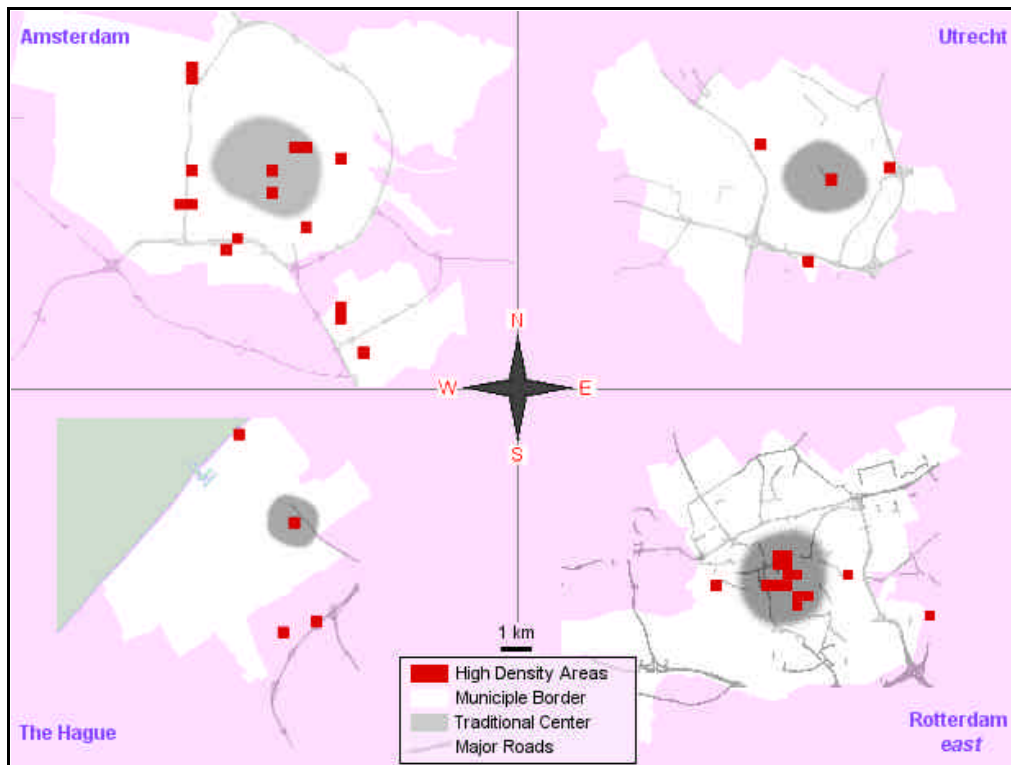 Amsterdam
Utrecht
N
W
E
S
1 km
High Density Areas
Municiple Border
Traditional Center
Major Roads
The Hague
Rotterdam
east